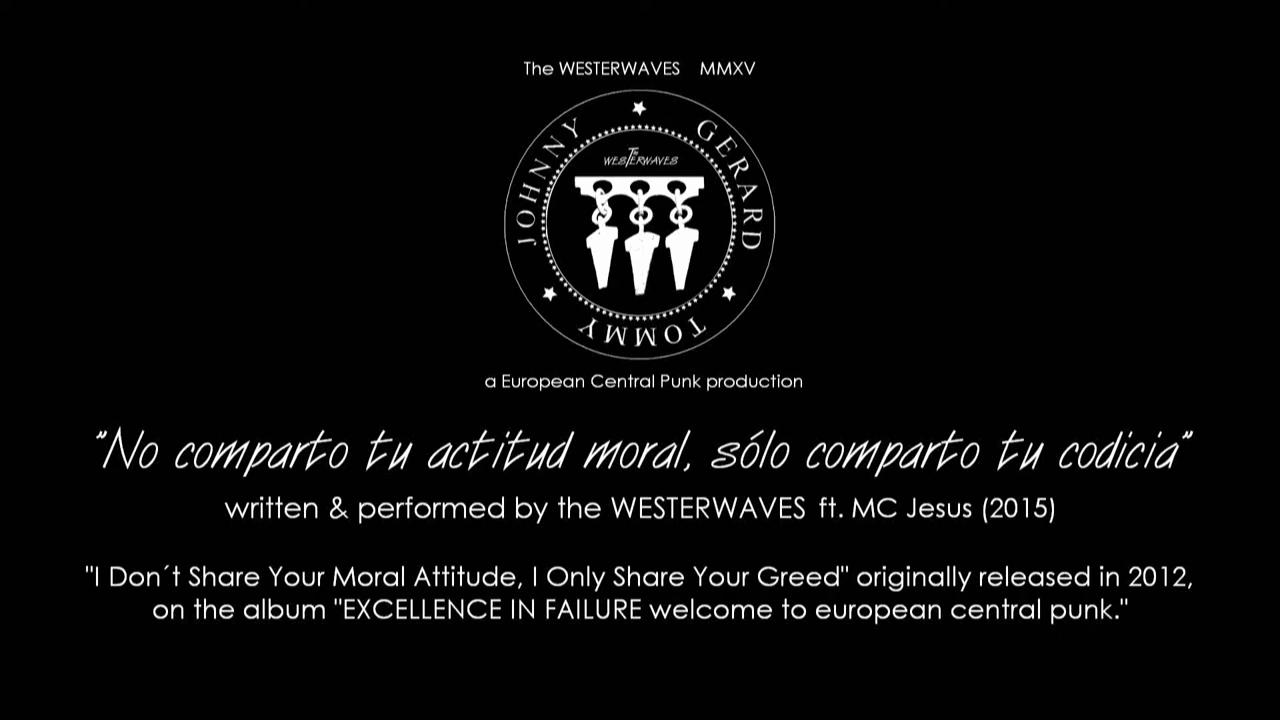 The WESTERWAVES MMXV
JOHNNY
GERARD
The WESTERWAVES
TOMMY
a European Central Punk production
"No comparto tu actitud moral, sólo comparto tu codicia"
written & performed by the WESTERWAVES ft. MC Jesus (2015)
"I Don´t Share Your Moral Attitude, I Only Share Your Greed" originally released in 2012,
on the album "EXCELLENCE IN FAILURE welcome to european central punk."